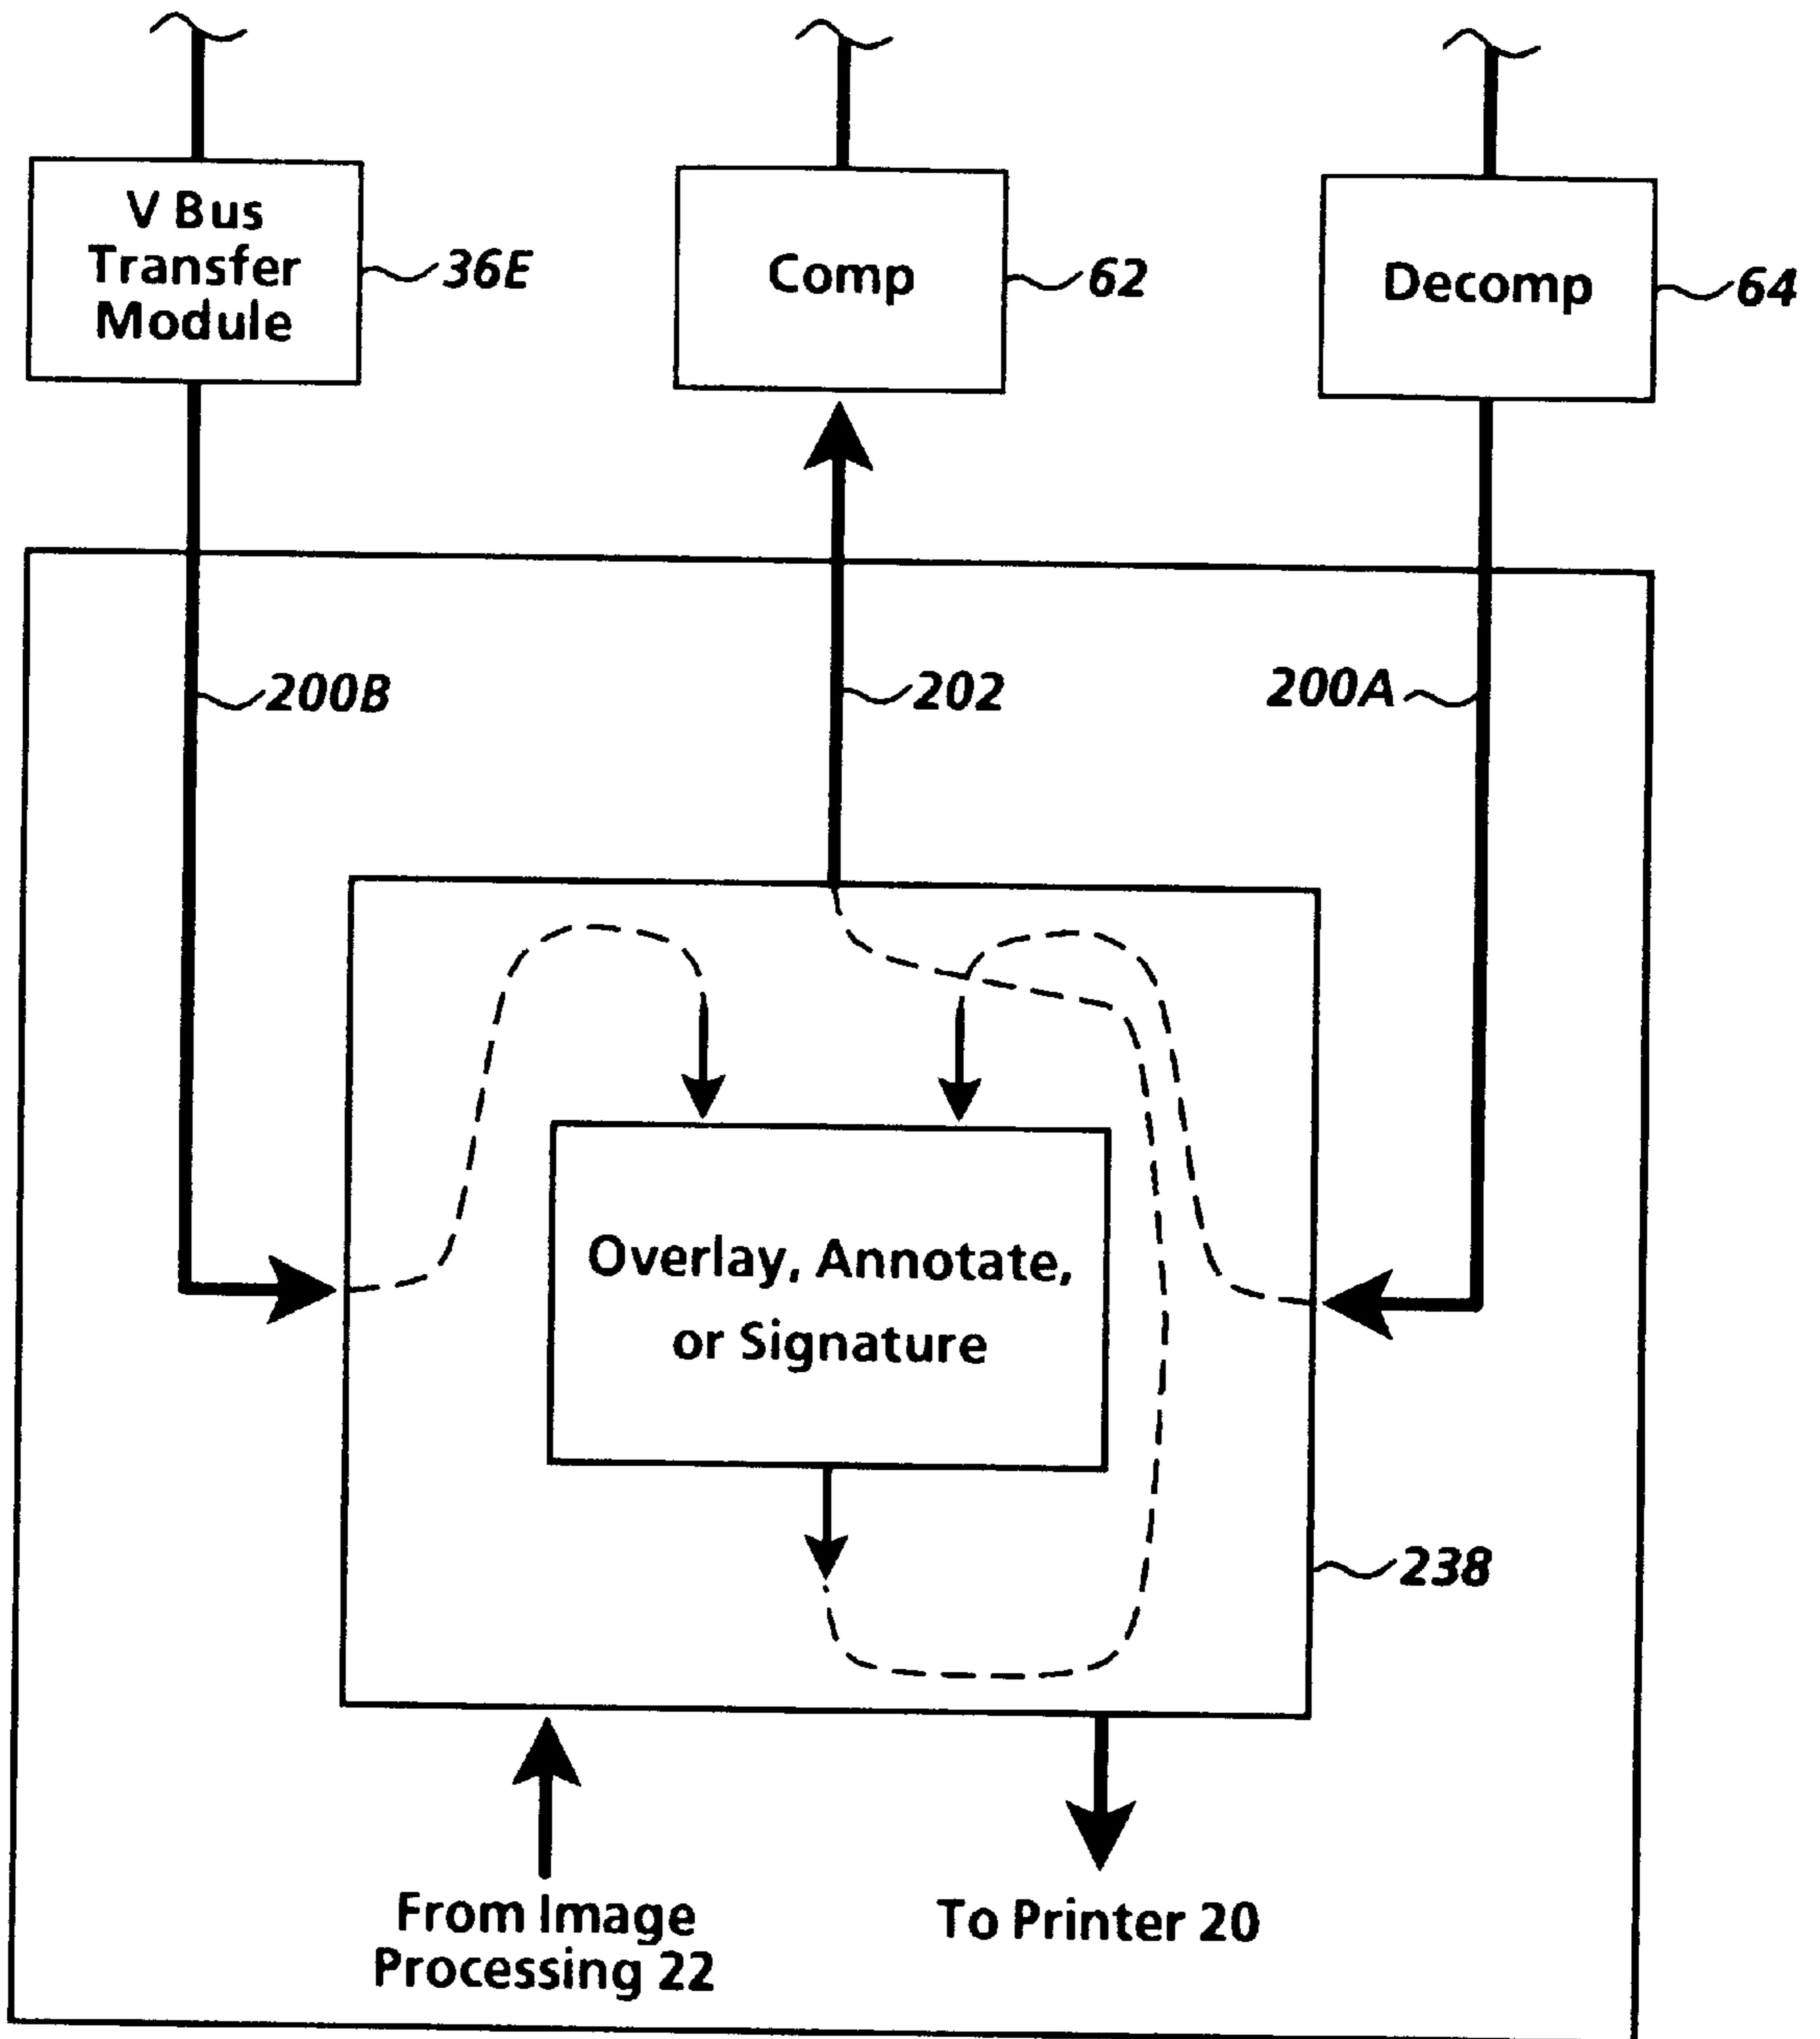 V Bus
Transfer
Module
36E
Comp
62
Decomp
64
200B
202
200A
Overlay, Annotate,
or Signature
238
From Image
Processing 22
To Printer 20